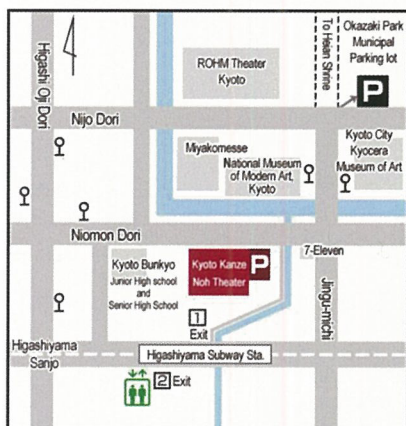 Okazaki Park
Municipal
Parking lot
P
To Heian Shrine
Higashi Oji Dori
ROHM Theater
Kyoto
Nijo Dori
Miyakomesse
National Museum
of Modern Art,
Kyoto
Kyoto City
Kyocera
Museum of Art
Niomon Dori
7-Eleven
Kyoto Bunkyo
Junior High school
and
Senior High School
Kyoto Kanze
Noh Theater
P
Jingu-michi
1
Exit
Higashiyama
Sanjo
Higashiyama Subway Sta.
2 Exit